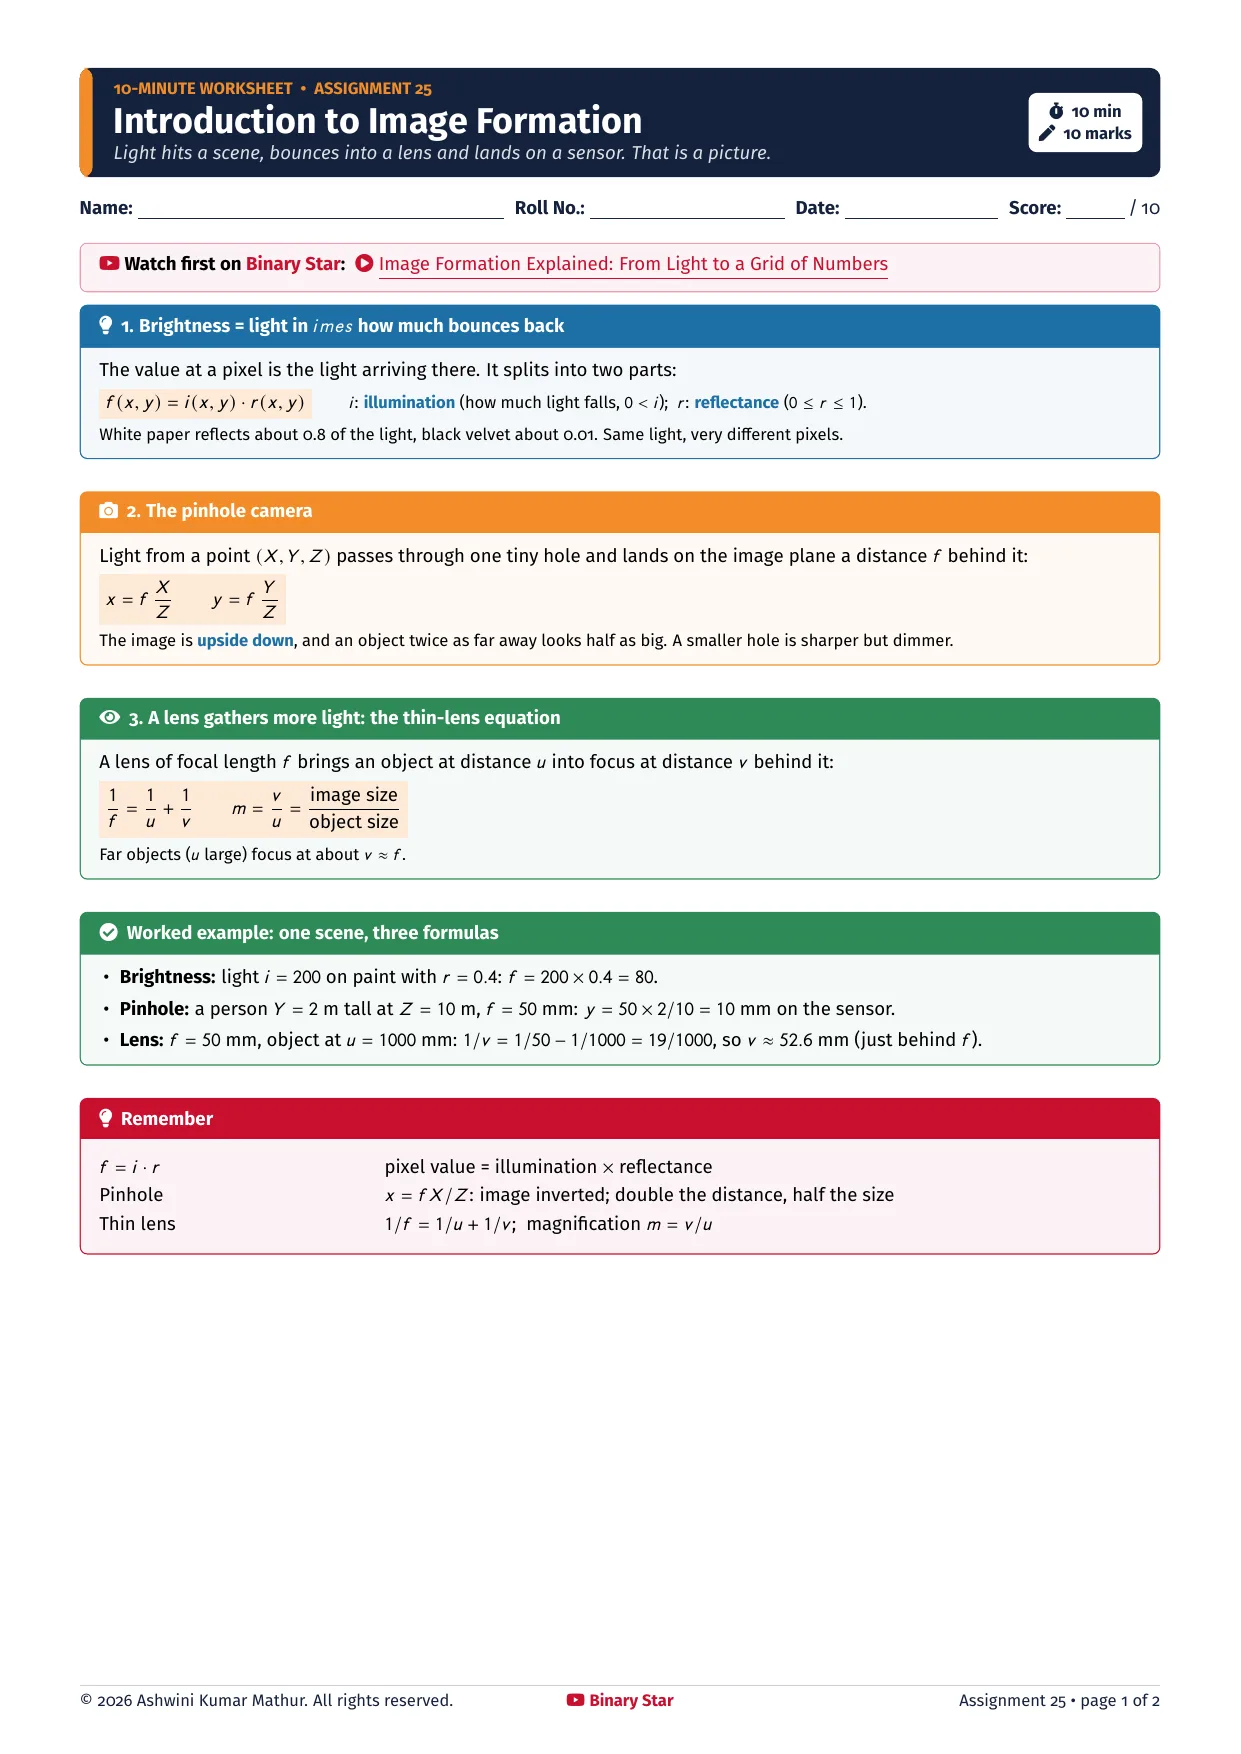 10-MINUTE WORKSHEET • ASSIGNMENT 25
Introduction to Image Formation
Light hits a scene, bounces into a lens and lands on a sensor. That is a picture.
10 min
10 marks
Name: Roll No.: Date: Score: / 10
Watch first on Binary Star: Image Formation Explained: From Light to a Grid of Numbers
1. Brightness = light in imes how much bounces back
The value at a pixel is the light arriving there. It splits into two parts:
f(x, y) = i(x, y) · r(x, y) i: illumination (how much light falls, 0 < i); r: reflectance (0 ≤ r ≤ 1).
White paper reflects about 0.8 of the light, black velvet about 0.01. Same light, very different pixels.
2. The pinhole camera
Light from a point (X, Y, Z) passes through one tiny hole and lands on the image plane a distance f behind it:
x = f X/Z y = f Y/Z
The image is upside down, and an object twice as far away looks half as big. A smaller hole is sharper but dimmer.
3. A lens gathers more light: the thin-lens equation
A lens of focal length f brings an object at distance u into focus at distance v behind it:
1/f = 1/u + 1/v m = v/u = image size/object size
Far objects (u large) focus at about v ≈ f.
Worked example: one scene, three formulas
• Brightness: light i = 200 on paint with r = 0.4: f = 200 × 0.4 = 80.
• Pinhole: a person Y = 2 m tall at Z = 10 m, f = 50 mm: y = 50 × 2/10 = 10 mm on the sensor.
• Lens: f = 50 mm, object at u = 1000 mm: 1/v = 1/50 − 1/1000 = 19/1000, so v ≈ 52.6 mm (just behind f).
Remember
f = i · r pixel value = illumination × reflectance
Pinhole x = f X/Z: image inverted; double the distance, half the size
Thin lens 1/f = 1/u + 1/v; magnification m = v/u
© 2026 Ashwini Kumar Mathur. All rights reserved. Binary Star Assignment 25 • page 1 of 2